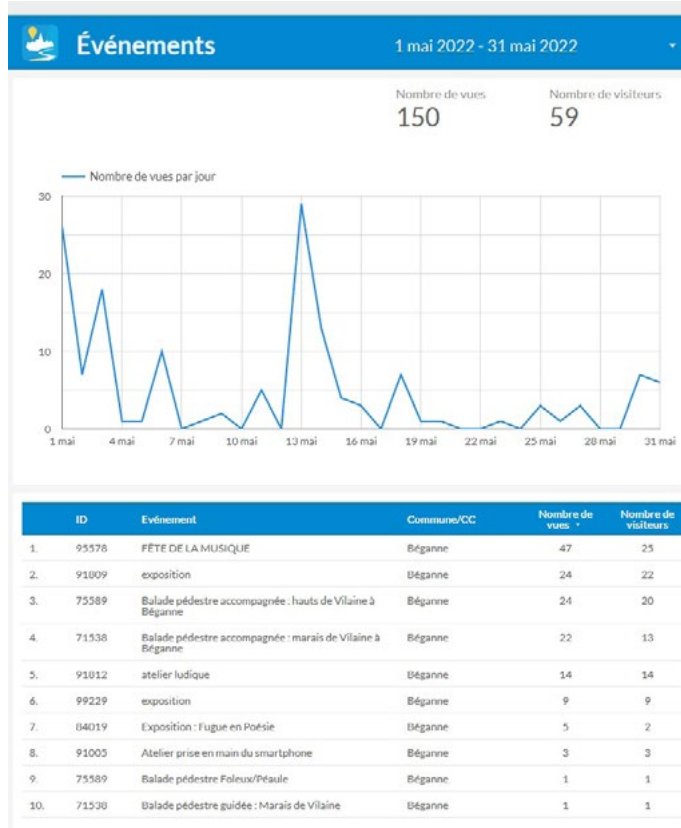 Événements
1 mai 2022 - 31 mai 2022
Nombre de vues
150
Nombre de visiteurs
59
Nombre de vues par jour
30
20
10
0
1 mai 4 mai 7 mai 10 mai 13 mai 16 mai 19 mai 22 mai 25 mai 28 mai 31 mai
ID Evénement Commune/CC Nombre de vues Nombre de visiteurs
1. 95578 FÊTE DE LA MUSIQUE Béganne 47 25
2. 91809 exposition Béganne 24 22
3. 75589 Balade pédestre accompagnée : hauts de Vilaine à Béganne 24 20
Béganne
4. 71538 Balade pédestre accompagnée : marais de Vilaine à Béganne 22 13
Béganne
5. 91812 atelier ludique Béganne 14 14
6. 99229 exposition Béganne 9 9
7. 84019 Exposition : Fugue en Poésie Béganne 5 2
8. 91005 Atelier prise en main du smartphone Béganne 3 3
9. 75589 Balade pédestre Foleux/Péaule Béganne 1 1
10. 71538 Balade pédestre guidée : Marais de Vilaine Béganne 1 1